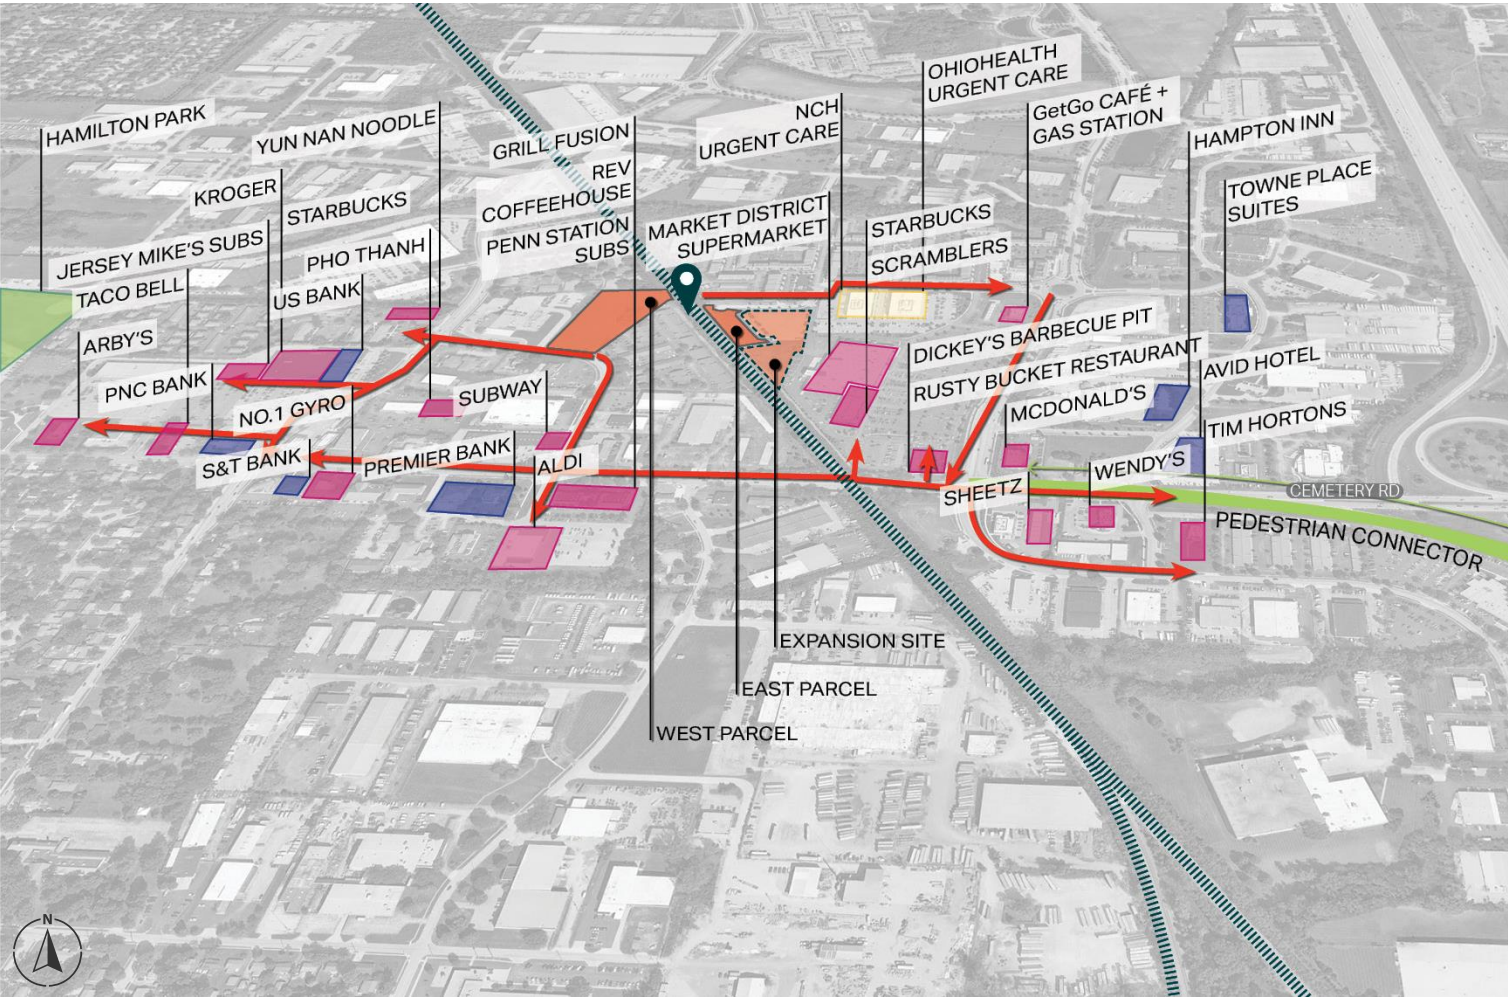 OHIOHEALTH
URGENT CARE
GetGo CAFÉ +
GAS STATION
NCH
URGENT CARE
HAMILTON PARK
YUN NAN NOODLE
GRILL FUSION
HAMPTON INN
REV
COFFEEHOUSE
TOWNE PLACE
SUITES
KROGER
STARBUCKS
MARKET DISTRICT
SUPERMARKET
STARBUCKS
PENN STATION
SUBS
JERSEY MIKE'S SUBS
PHO THANH
SCRAMBLERS
TACO BELL
US BANK
ARBY'S
DICKEY'S BARBECUE PIT
RUSTY BUCKET RESTAURANT
AVID HOTEL
PNC BANK
SUBWAY
NO.1 GYRO
MCDONALD'S
TIM HORTONS
S&T BANK
PREMIER BANK
ALDI
WENDY'S
SHEETZ
CEMETERY RD
PEDESTRIAN CONNECTOR
EXPANSION SITE
EAST PARCEL
WEST PARCEL
N